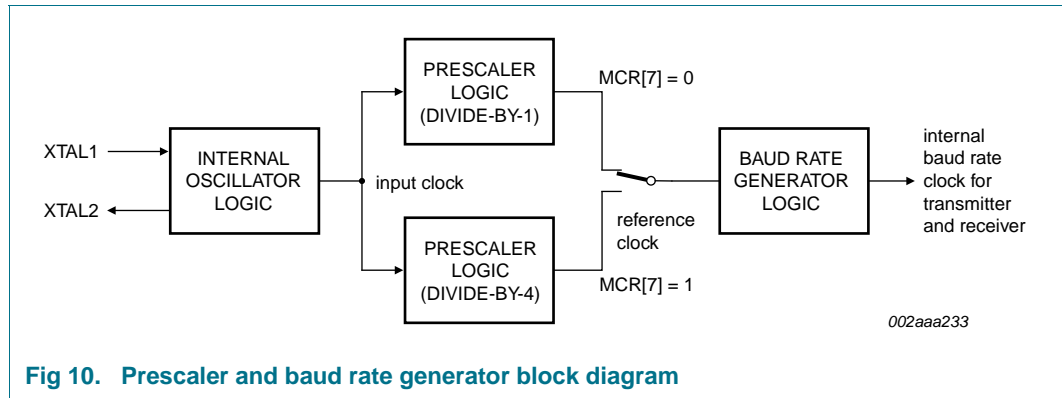 PRESCALER
LOGIC
(DIVIDE-BY-1)
MCR[7] = 0
XTAL1
XTAL2
INTERNAL
OSCILLATOR
LOGIC
input clock
BAUD RATE
GENERATOR
LOGIC
internal
baud rate
clock for
transmitter
and receiver
reference
clock
PRESCALER
LOGIC
(DIVIDE-BY-4)
MCR[7] = 1
002aaa233
Fig 10. Prescaler and baud rate generator block diagram